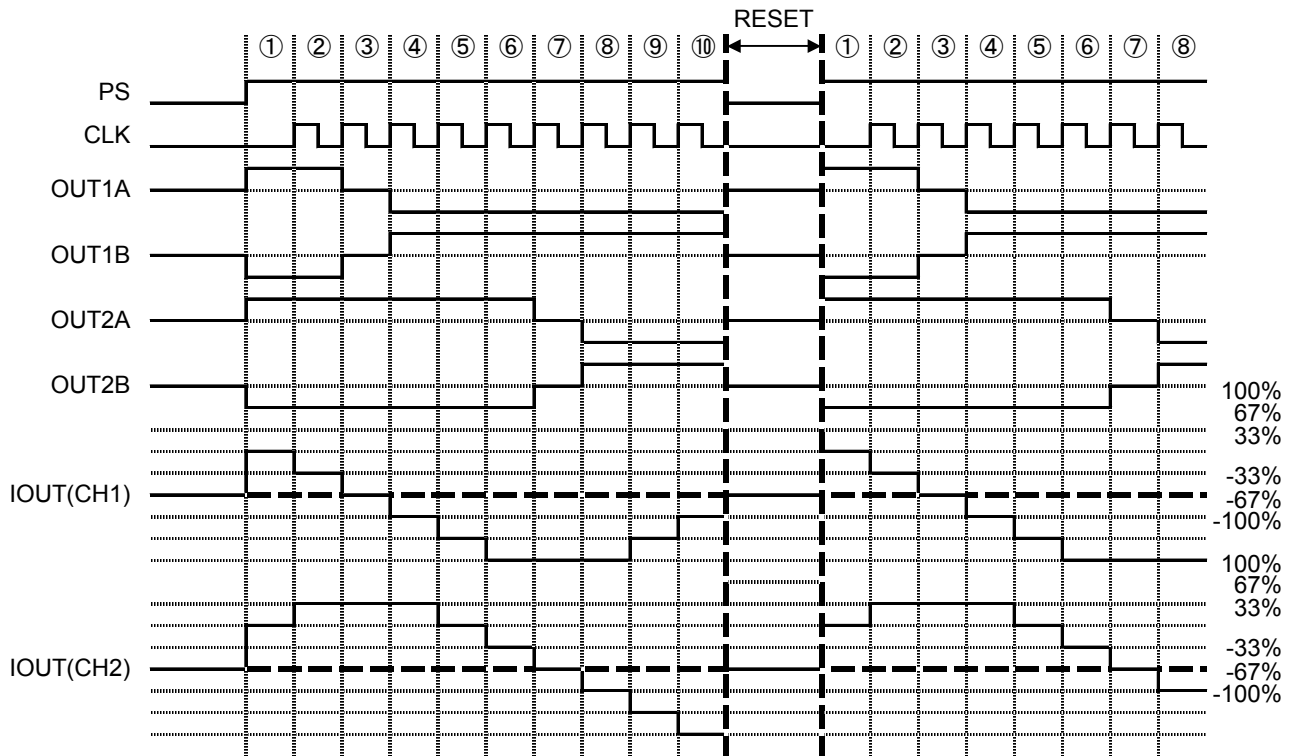 RESET
① ② ③ ④ ⑤ ⑥ ⑦ ⑧ ⑨ ⑩ ① ② ③ ④ ⑤ ⑥ ⑦ ⑧
PS
CLK
OUT1A
OUT1B
OUT2A
OUT2B
100%
67%
33%
IOUT(CH1)
-33%
-67%
-100%
100%
67%
33%
IOUT(CH2)
-33%
-67%
-100%